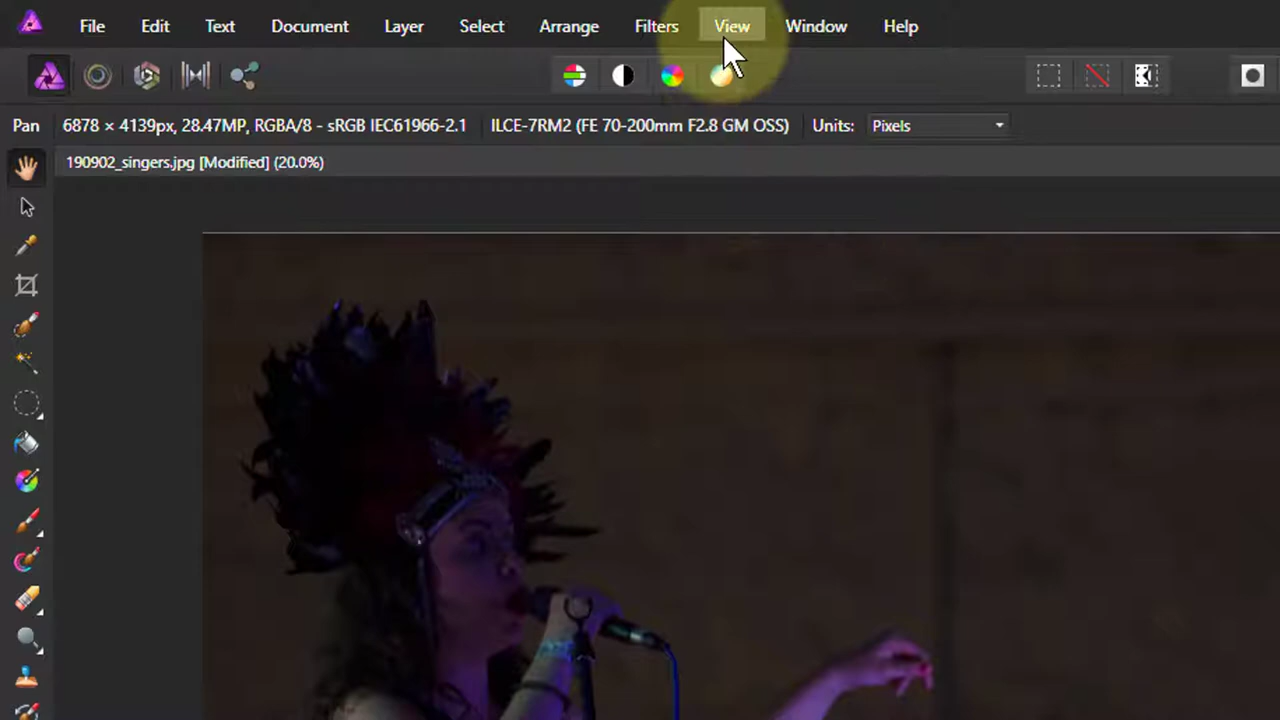 File Edit Text Document Layer Select Arrange Filters View Window Help
Pan 6878 × 4139px, 28.47MP, RGBA/8 - sRGB IEC61966-2.1 ILCE-7RM2 (FE 70-200mm F2.8 GM OSS) Units: Pixels
190902_singers.jpg [Modified] (20.0%)